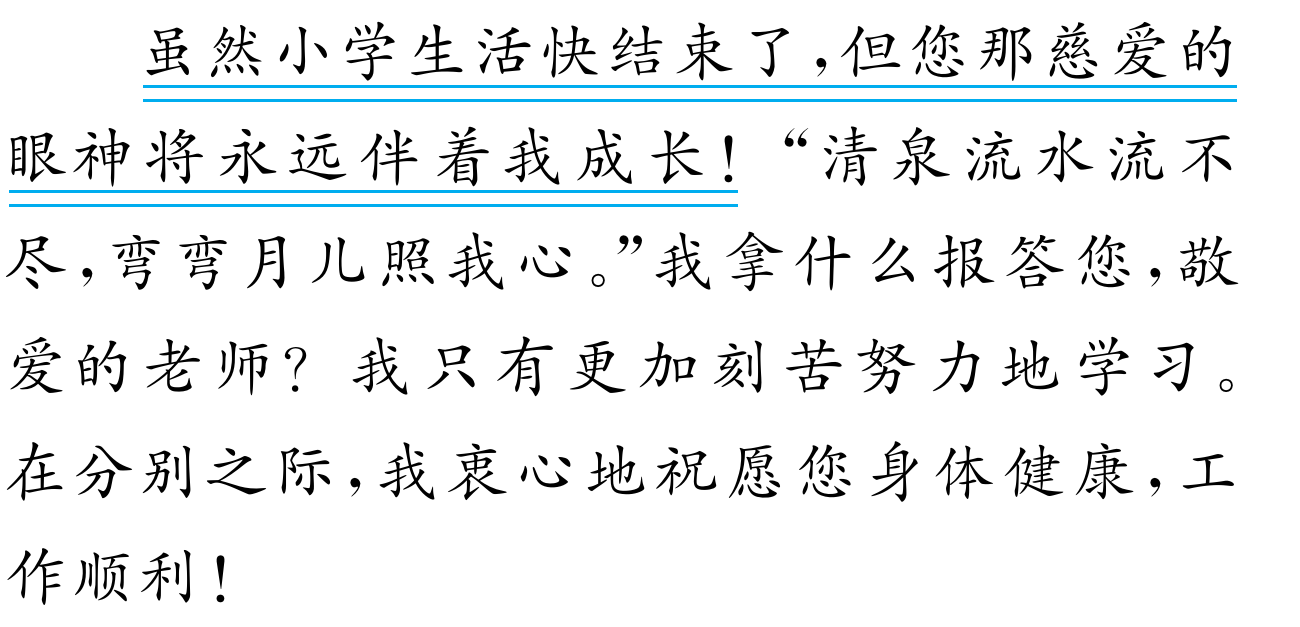 虽然小学生活快结束了，但您那慈爱的
眼神将永远伴着我成长！“清泉流水流不
尽，弯弯月儿照我心。”我拿什么报答您，敬
爱的老师？我只有更加刻苦努力地学习。
在分别之际，我衷心地祝愿您身体健康，工
作顺利！